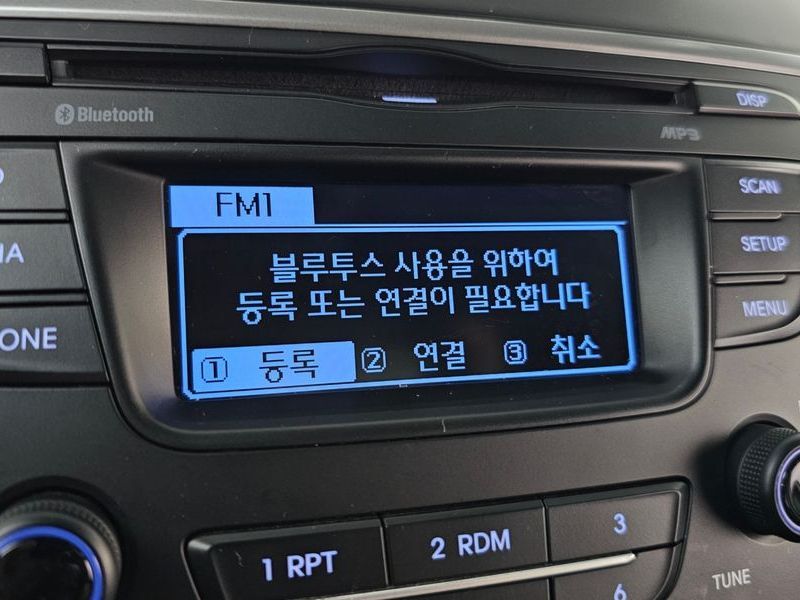 Bluetooth
DISP
MP3
SCAN
SETUP
MENU
ONE
FM1
블루투스 사용을 위하여
등록 또는 연결이 필요합니다
① 등록 ② 연결 ③ 취소
1 RPT
2 RDM
3
6
TUNE